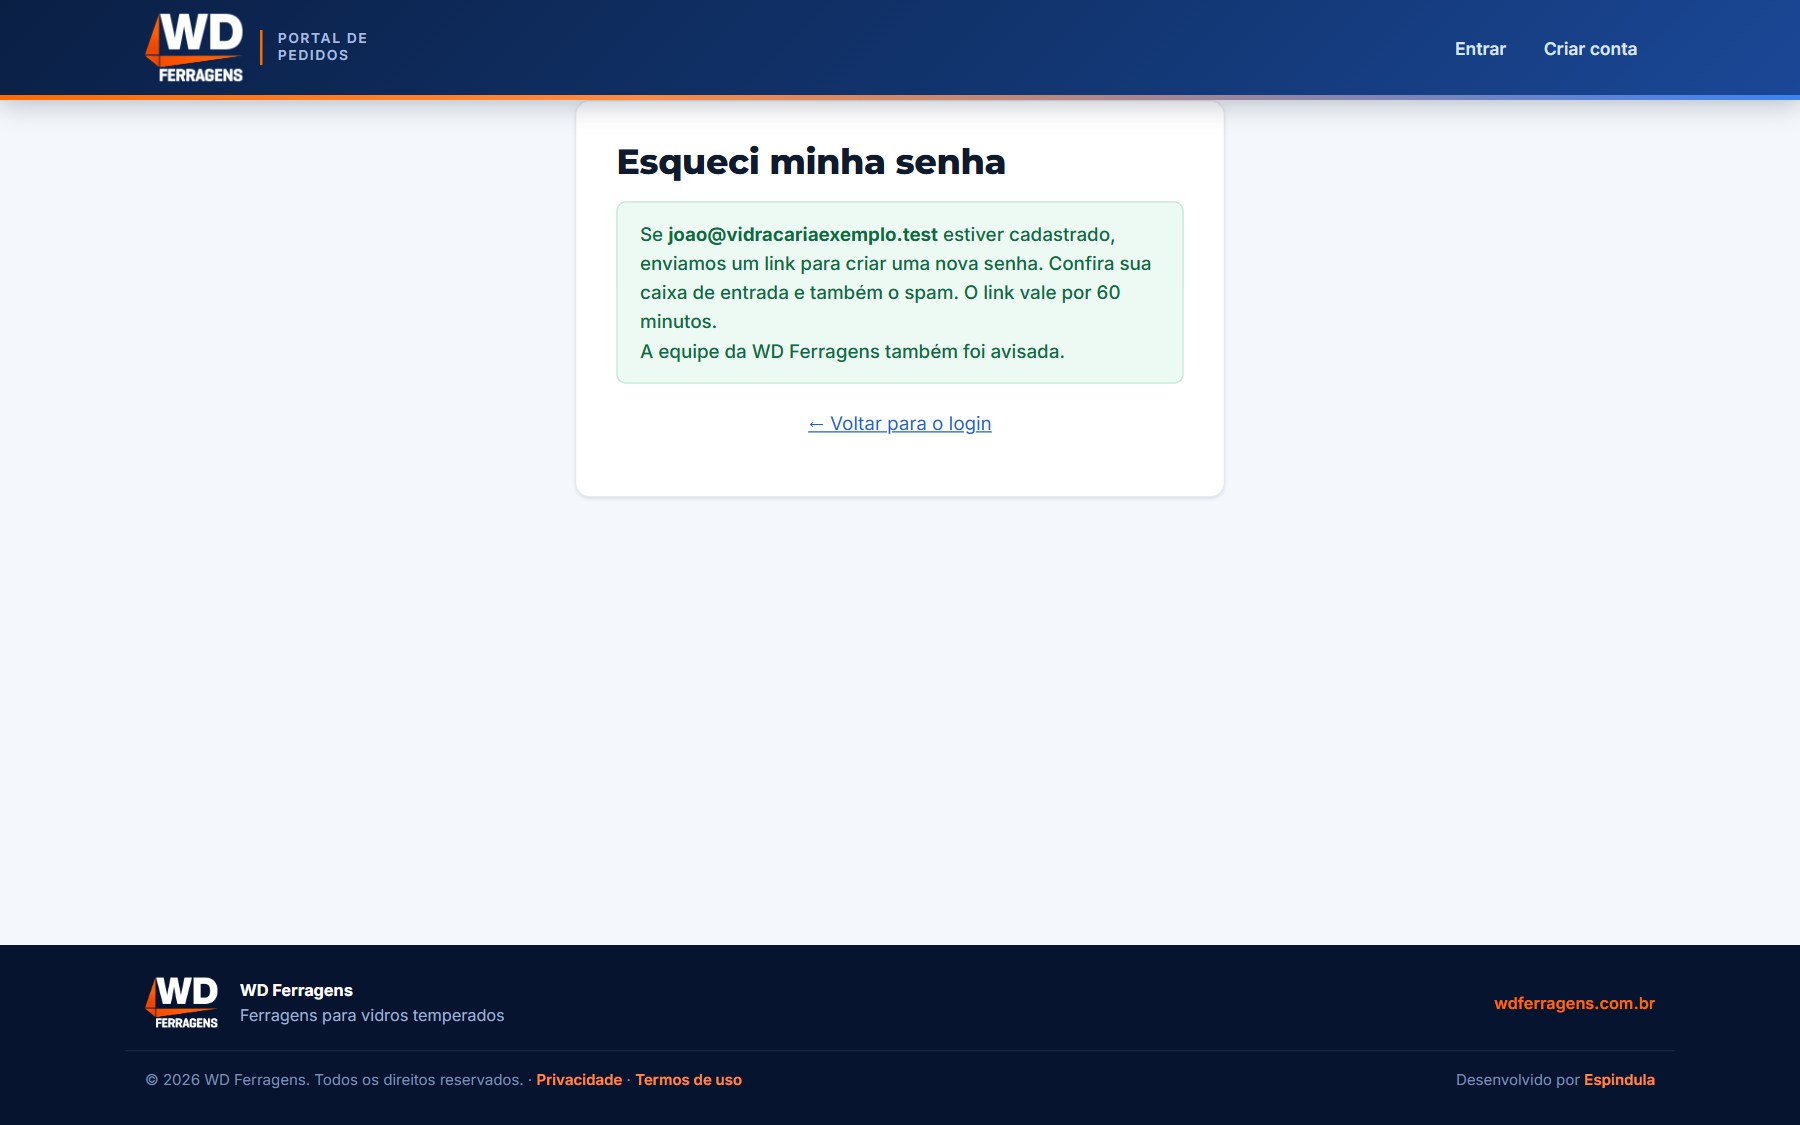 WD
FERRAGENS
PORTAL DE
PEDIDOS
Entrar
Criar conta
Esqueci minha senha
Se joao@vidracariaexemplo.test estiver cadastrado,
enviamos um link para criar uma nova senha. Confira sua
caixa de entrada e também o spam. O link vale por 60
minutos.
A equipe da WD Ferragens também foi avisada.
← Voltar para o login
WD
FERRAGENS
WD Ferragens
Ferragens para vidros temperados
wdferragens.com.br
© 2026 WD Ferragens. Todos os direitos reservados. · Privacidade · Termos de uso
Desenvolvido por Espindula